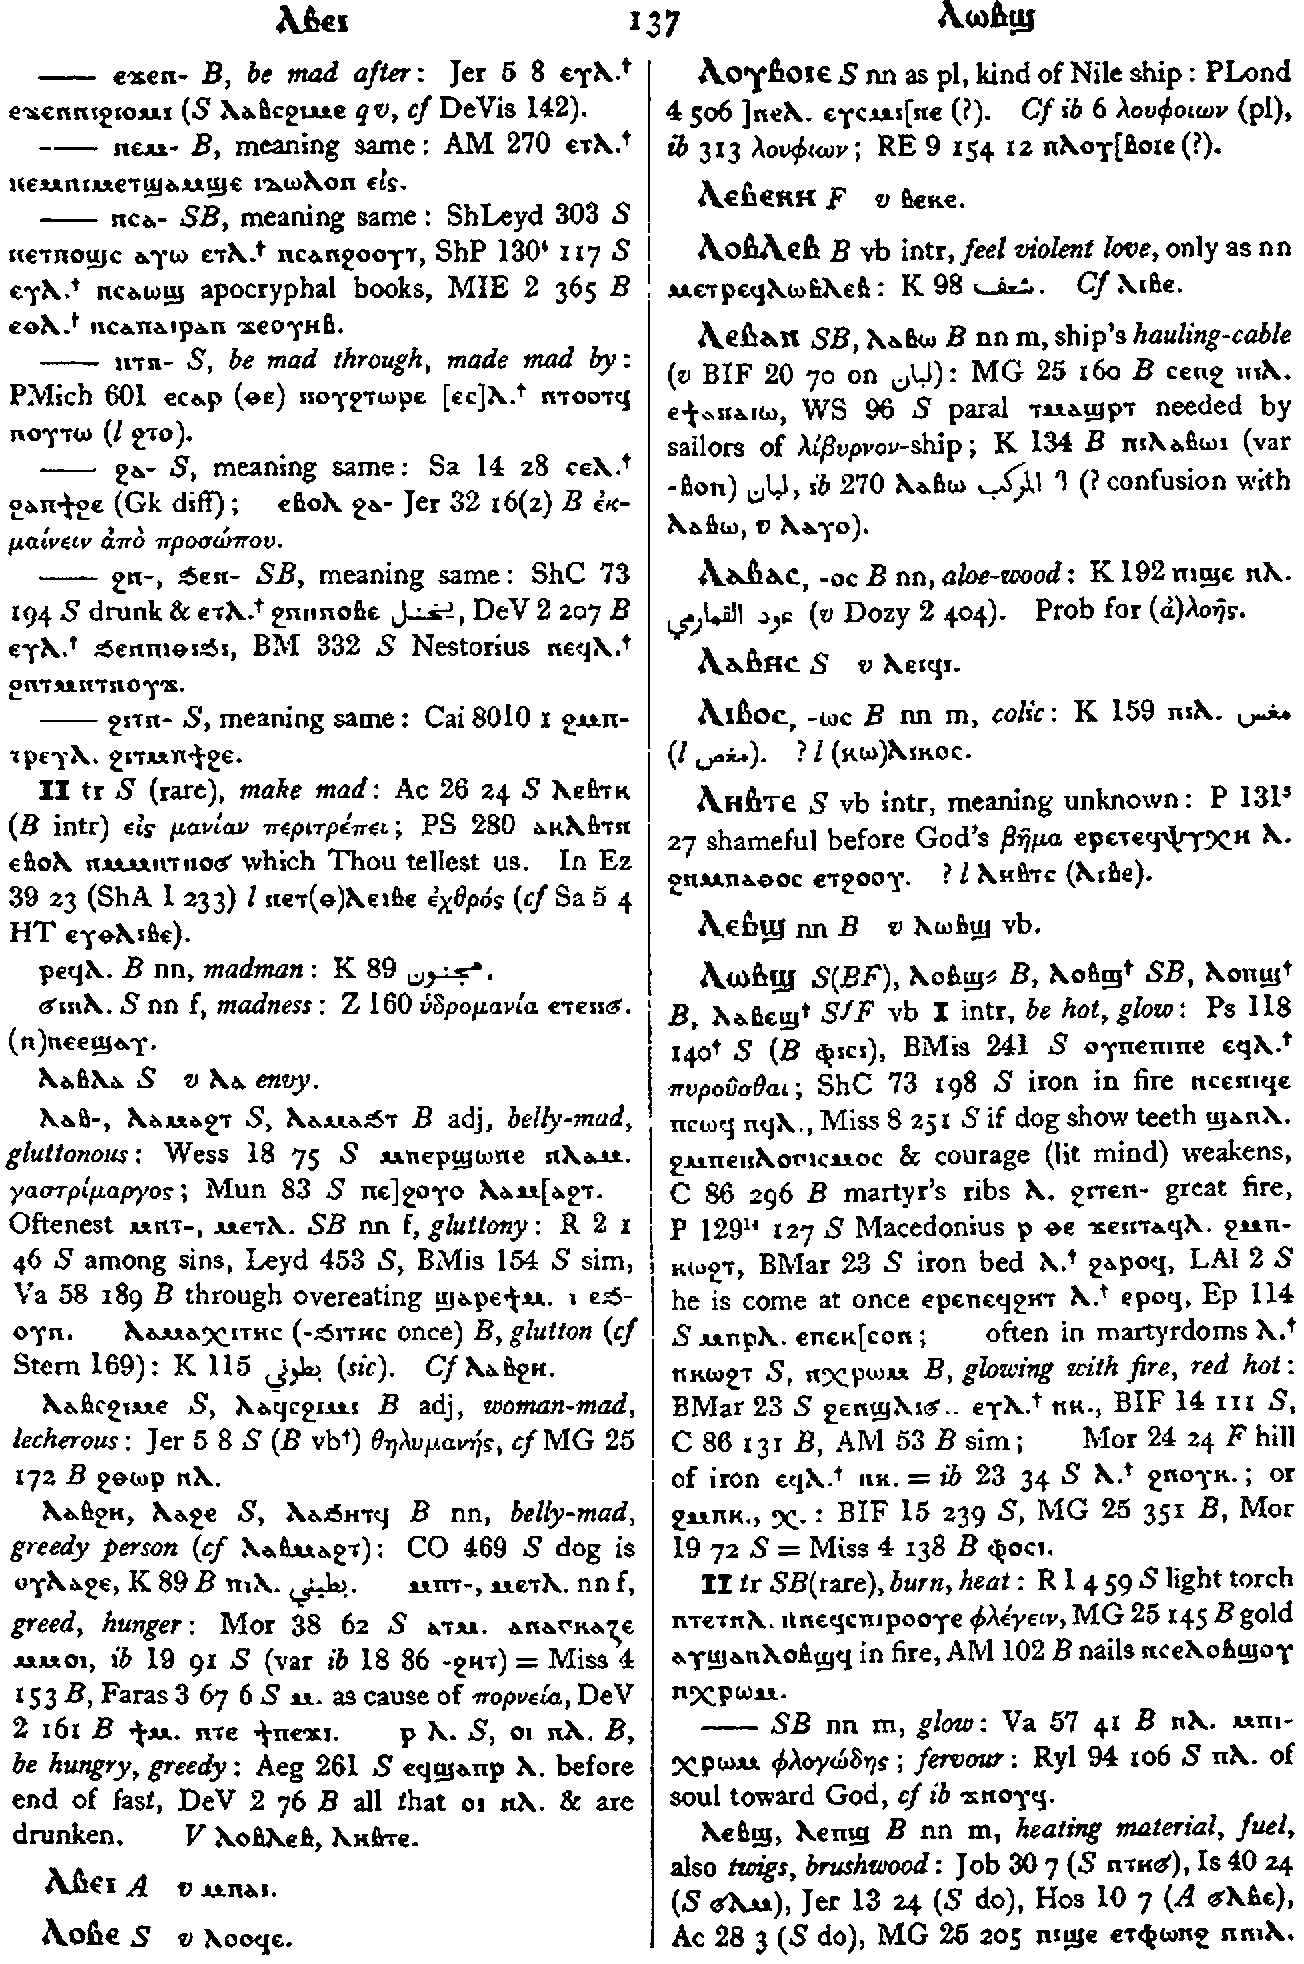 ⲗⲃⲉⲓ 137 ⲗⲱⲃϣ
—— ⲉϫⲉⲛ- B, be mad after: Jer 5 8 ⲉⲩⲗ.†
ⲉϫⲉⲛⲛⲓϩⲓⲟⲙⲓ (S ⲗⲁⲃⲉϩⲓⲙⲉ qv, cf DeVis 142).
—— ⲛⲉⲙ- B, meaning same: AM 270 ⲉⲧⲗ.†
ⲛⲉⲙⲡⲓⲙⲉⲧϣⲁⲙϣⲉ ⲓⲇⲱⲗⲟⲛ εἰς.
—— ⲛⲥⲁ- SB, meaning same: ShLeyd 303 S
ⲛⲉⲧⲡⲟϣⲥ ⲁⲩⲱ ⲉⲧⲗ.† ⲛⲥⲁⲛϩⲟⲟⲩⲧ, ShP 130⁴ 117 S
ⲉⲩⲗ.† ⲛⲥⲁⲱϣ apocryphal books, MIE 2 365 B
ⲉⲟⲗ.† ⲛⲥⲁⲡⲁⲓⲣⲁⲛ ϫⲉⲟⲩⲏⲃ.
—— ⲛⲧⲛ- S, be mad through, made mad by:
PMich 601 ⲉⲥⲁⲣ (ⲑⲉ) ⲛⲟⲩϩⲧⲱⲣⲉ [ⲉⲥ]ⲗ.† ⲛⲧⲟⲟⲧϥ
ⲛⲟⲩⲧⲱ (l ϩⲧⲟ).
—— ϩⲁ- S, meaning same: Sa 14 28 ⲥⲉⲗ.†
ϩⲁⲛϯϩⲉ (Gk diff); ⲉⲃⲟⲗ ϩⲁ- Jer 32 16(2) B ἐκ-
μαίνειν ἀπὸ προσώπου.
—— ϩⲛ-, ϧⲉⲛ- SB, meaning same: ShC 73
194 S drunk & ⲉⲧⲗ.† ϩⲛⲛⲛⲟⲃⲉ, DeV 2 207 B
ⲉⲩⲗ.† ϧⲉⲛⲡⲓⲑⲓϧⲓ, BM 332 S Nestorius ⲛⲉϥⲗ.†
ϩⲛⲧⲙⲛⲧⲛⲟⲩϫ.
—— ϩⲓⲧⲛ- S, meaning same: Cai 8010 1 ϩⲙⲡ-
ⲧⲣⲉⲩⲗ. ϩⲓⲧⲙⲡϯϩⲉ.
II tr S (rare), make mad: Ac 26 24 S ⲗⲉⲃⲧⲕ
(B intr) εἰς μανίαν περιτρέπει; PS 280 ⲁⲕⲗⲃⲧⲛ
ⲉⲃⲟⲗ ⲛⲙⲙⲛⲧⲛⲟϭ which Thou tellest us. In Ez
39 23 (ShA 1 233) l ⲡⲉⲧ(ⲑ)ⲗⲉⲓⲃⲉ ἐχθρός (cf Sa 5 4
HT ⲉⲩⲑⲗⲓⲃⲉ).
ⲣⲉϥⲗ. B nn, madman: K 89 مجنون.
ϭⲓⲛⲗ. S nn f, madness: Z 160 ὑδρομανία ⲉⲧⲉⲛϭ.
(ⲛ)ⲛⲉⲉϣⲁⲩ.
ⲗⲁⲃⲗⲁ S v ⲗⲁ envy.
ⲗⲁⲃ-, ⲗⲁⲙⲁϩⲧ S, ⲗⲁⲙⲁϧⲧ B adj, belly-mad,
gluttonous: Wess 18 75 S ⲙⲡⲉⲣϣⲱⲡⲉ ⲛⲗⲁⲙ.
γαστρίμαργος; Mun 83 S ⲡⲉ]ϩⲟⲩⲟ ⲗⲁⲙ[ⲁϩⲧ.
Oftenest ⲙⲛⲧ-, ⲙⲉⲧⲗ. SB nn f, gluttony: R 2 1
46 S among sins, Leyd 453 S, BMis 154 S sim,
Va 58 189 B through overeating ϣⲁⲣⲉϯⲙ. ⲓ ⲉϧ-
ⲟⲩⲛ. ⲗⲁⲙⲁⲭⲓⲧⲏⲥ (-ϧⲓⲧⲏⲥ once) B, glutton (cf
Stern 169): K 115 (sic). Cf ⲗⲁⲃϩⲏ.
ⲗⲁⲃⲥϩⲓⲙⲉ S, ⲗⲁϥⲥϩⲓⲙⲓ B adj, woman-mad,
lecherous: Jer 5 8 S (B vb†) θηλυμανής, cf MG 25
172 B ϩⲑⲱⲣ ⲛⲗ.
ⲗⲁⲃϩⲏ, ⲗⲁϩⲉ S, ⲗⲁϧⲏⲧϥ B nn, belly-mad,
greedy person (cf ⲗⲁⲃⲙⲁϩⲧ): CO 469 S dog is
ⲟⲩⲗⲁϩⲉ, K 89 B ⲡⲓⲗ. بطيني. ⲙⲛⲧ-, ⲙⲉⲧⲗ. nn f,
greed, hunger: Mor 38 62 S ⲁⲧⲙ. ⲁⲛⲁⲅⲕⲁⲍⲉ
ⲙⲙⲟⲓ, ib 19 91 S (var ib 18 86 -ϩⲏⲧ) = Miss 4
153 B, Faras 3 67 6 S ⲙ. as cause of πορνεία, DeV
2 161 B ϯⲙ. ⲛⲧⲉ ϯⲛⲉϫⲓ. ⲣ ⲗ. S, ⲟⲓ ⲛⲗ. B,
be hungry, greedy: Aeg 261 S ⲉϥϣⲁⲛⲣ ⲗ. before
end of fast, DeV 2 76 B all that ⲟⲓ ⲛⲗ. & are
drunken. V ⲗⲟⲃⲗⲉⲃ, ⲗⲏⲃⲧⲉ.
ⲗⲃⲉⲓ A v ⲙⲡⲁⲓ.
ⲗⲟⲃⲉ S v ⲗⲟⲟϥⲉ.
ⲗⲟⲩⲃⲟⲓⲉ S nn as pl, kind of Nile ship: PLond
4 506 ]ⲛⲉⲗ. ⲉⲩⲥⲙⲓ[ⲛⲉ (?). Cf ib 6 λουφοιων (pl),
ib 313 λουφιων; RE 9 154 12 ⲛⲗⲟⲩ[ⲃⲟⲓⲉ (?).
ⲗⲉⲃⲉⲕⲏ F v ⲃⲉⲕⲉ.
ⲗⲟⲃⲗⲉⲃ B vb intr, feel violent love, only as nn
ⲙⲉⲧⲣⲉϥⲗⲱⲃⲗⲉⲃ: K 98 شغف. Cf ⲗⲓⲃⲉ.
ⲗⲉⲃⲁⲛ SB, ⲗⲁⲃⲱ B nn m, ship's hauling-cable
(v BIF 20 70 on لبان): MG 25 160 B ⲥⲉⲛϩ ⲡⲓⲗ.
ⲉϯⲁⲡⲁⲓⲱ, WS 96 S paral ⲧⲙⲁϣⲣⲧ needed by
sailors of λίβυρνον-ship; K 134 B ⲡⲓⲗⲁⲃⲱⲓ (var
-ⲃⲟⲛ) لبان, ib 270 ⲗⲁⲃⲱ المركب (? confusion with
ⲗⲁⲃⲱ, v ⲗⲁⲩⲟ).
ⲗⲁⲃⲁⲥ, -ⲟⲥ B nn, aloe-wood: K 192 ⲡⲓϣⲉ ⲛⲗ.
عود القماري (v Dozy 2 404). Prob for (ἀ)λοῆς.
ⲗⲁⲃⲏⲥ S v ⲗⲉⲓϥⲓ.
ⲗⲓⲃⲟⲥ, -ⲱⲥ B nn m, colic: K 159 ⲡⲓⲗ. مغس
(l مغص). ? l (ⲕⲱ)ⲗⲓⲕⲟⲥ.
ⲗⲏⲃⲧⲉ S vb intr, meaning unknown: P 131⁵
27 shameful before God's βῆμα ⲉⲣⲉⲧⲉϥⲯⲩⲭⲏ ⲗ.
ϩⲛⲙⲡⲁⲑⲟⲥ ⲉⲧϩⲟⲟⲩ. ? l ⲗⲏⲃⲧⲥ (ⲗⲓⲃⲉ).
ⲗⲉⲃϣ nn B v ⲗⲱⲃϣ vb.
ⲗⲱⲃϣ S(BF), ⲗⲟⲃϣ⸗ B, ⲗⲟⲃϣ† SB, ⲗⲟⲡϣ†
B, ⲗⲁⲃⲉϣ† SᶠF vb I intr, be hot, glow: Ps 118
140† S (B ⲫⲓⲥⲓ), BMis 241 S ⲟⲩⲡⲉⲛⲓⲡⲉ ⲉϥⲗ.†
πυροῦσθαι; ShC 73 198 S iron in fire ⲛⲥⲉⲛⲓϥⲉ
ⲛⲥⲱϥ ⲛϥⲗ., Miss 8 251 S if dog show teeth ϣⲁⲛⲗ.
ϩⲙⲡⲉⲛⲗⲟⲅⲓⲥⲙⲟⲥ & courage (lit mind) weakens,
C 86 296 B martyr's ribs ⲗ. ϩⲓⲧⲉⲛ- great fire,
P 129¹⁴ 127 S Macedonius ⲣ ⲑⲉ ϫⲉⲛⲧⲁϥⲗ. ϩⲙⲡ-
ⲕⲱϩⲧ, BMar 23 S iron bed ⲗ.† ϩⲁⲣⲟϥ, LAl 2 S
he is come at once ⲉⲣⲉⲡⲉϥϩⲏⲧ ⲗ.† ⲉⲣⲟϥ, Ep 114
S ⲙⲡⲣⲗ. ⲉⲡⲉⲕ[ⲥⲟⲛ; often in martyrdoms ⲗ.†
ⲛⲕⲱϩⲧ S, ⲛⲭⲣⲱⲙ B, glowing with fire, red hot:
BMar 23 S ϩⲉⲛϣⲗⲓϭ.. ⲉⲩⲗ.† ⲛⲕ., BIF 14 111 S,
C 86 131 B, AM 53 B sim; Mor 24 24 F hill
of iron ⲉϥⲗ.† ⲛⲕ. = ib 23 34 S ⲗ.† ϩⲛⲟⲩⲕ.; or
ϩⲙⲡⲕ., ⲭ.: BIF 15 239 S, MG 25 351 B, Mor
19 72 S = Miss 4 138 B ⲫⲟⲥⲓ.
II tr SB(rare), burn, heat: R 1 4 59 S light torch
ⲛⲧⲉⲧⲛⲗ. ⲛⲛⲉϥⲥⲡⲓⲣⲟⲟⲩⲉ φλέγειν, MG 25 145 B gold
ⲁⲩϣⲁⲛⲗⲟⲃϣϥ in fire, AM 102 B nails ⲛⲥⲉⲗⲟⲃϣⲟⲩ
ⲛⲭⲣⲱⲙ.
—— SB nn m, glow: Va 57 41 B ⲡⲗ. ⲙⲡⲓ-
ⲭⲣⲱⲙ φλογώδης; fervour: Ryl 94 106 S ⲡⲗ. of
soul toward God, cf ib ϫⲛⲟⲩϥ.
ⲗⲉⲃϣ, ⲗⲉⲡϣ B nn m, heating material, fuel,
also twigs, brushwood: Job 30 7 (S ⲛⲧⲏϭ), Is 40 24
(S ϭⲗⲙ), Jer 13 24 (S do), Hos 10 7 (A ϭⲗⲃⲉ),
Ac 28 3 (S do), MG 25 205 ⲛⲓϣⲉ ⲉⲧⲫⲱⲛϩ ⲛⲛⲓⲗ.